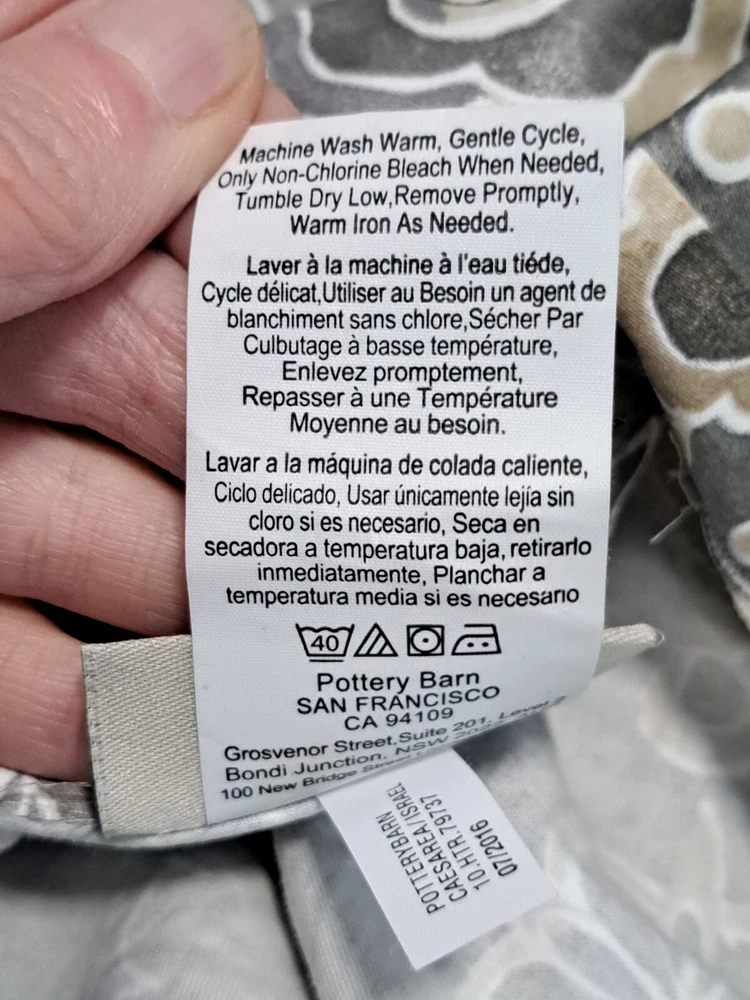 Machine Wash Warm, Gentle Cycle,
Only Non-Chlorine Bleach When Needed,
Tumble Dry Low,Remove Promptly,
Warm Iron As Needed.
Laver à la machine à l'eau tiéde,
Cycle délicat,Utiliser au Besoin un agent de
blanchiment sans chlore,Sécher Par
Culbutage à basse température,
Enlevez promptement,
Repasser à une Température
Moyenne au besoin.
Lavar a la máquina de colada caliente,
Ciclo delicado, Usar únicamente lejía sin
cloro si es necesario, Seca en
secadora a temperatura baja, retirarlo
inmediatamente, Planchar a
temperatura media si es necesario
40
Pottery Barn
SAN FRANCISCO
CA 94109
Grosvenor Street,Suite 201, Level
Bondi Junction, NSW
100 New Bridge Street
POTTERYBARN
CAESAREA/ISRAEL
10.HTR.79737
07/2016